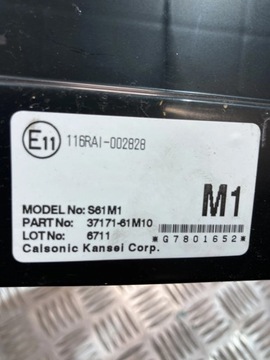 E11 116RAI-002828
MODEL No: S61M1
PART No: 37171-61M10
LOT No: 6711
Calsonic Kansei Corp.
M1
*G7801652*